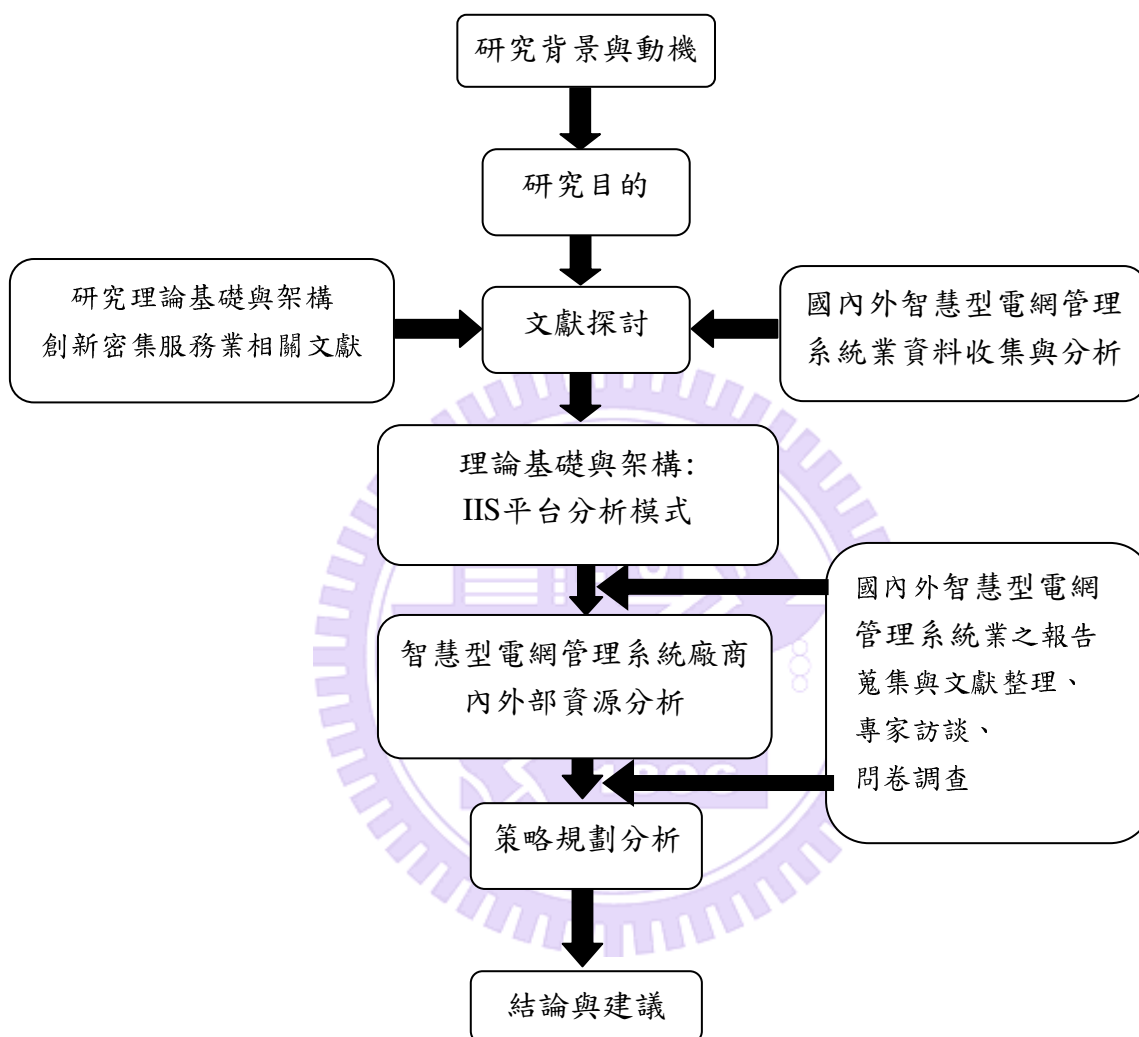 研究背景與動機
研究目的
研究理論基礎與架構
創新密集服務業相關文獻
文獻探討
國內外智慧型電網管理
系統業資料收集與分析
理論基礎與架構:
IIS平台分析模式
智慧型電網管理系統廠商
內外部資源分析
國內外智慧型電網
管理系統業之報告
蒐集與文獻整理、
專家訪談、
問卷調查
1896
策略規劃分析
結論與建議